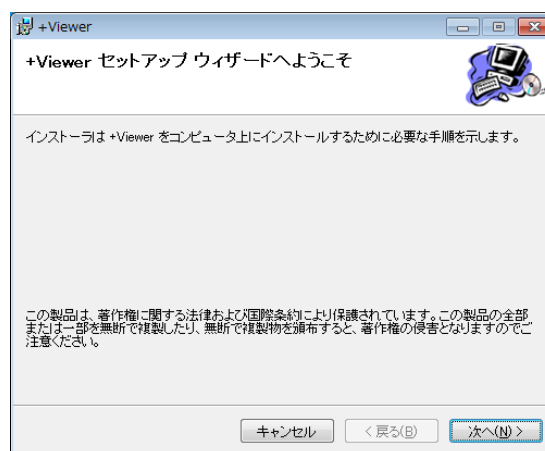 +Viewer
+Viewer セットアップ ウィザードへようこそ
インストーラは +Viewer をコンピュータ上にインストールするために必要な手順を示します。
この製品は、著作権に関する法律および国際条約により保護されています。この製品の全部
または一部を無断で複製したり、無断で複製物を頒布すると、著作権の侵害となりますのでご
注意ください。
キャンセル
< 戻る(B)
次へ(N) >